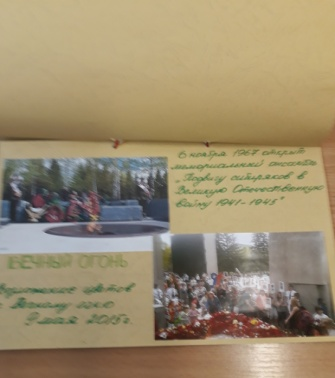 6 ноября 1967 открыт
мемориальный ансамбль
"Подвигу сибиряков в
Великую Отечественную
войну 1941-1945"
ВЕЧНЫЙ ОГОНЬ
Возложение цветов
к Вечному огню
9 мая 2015г.